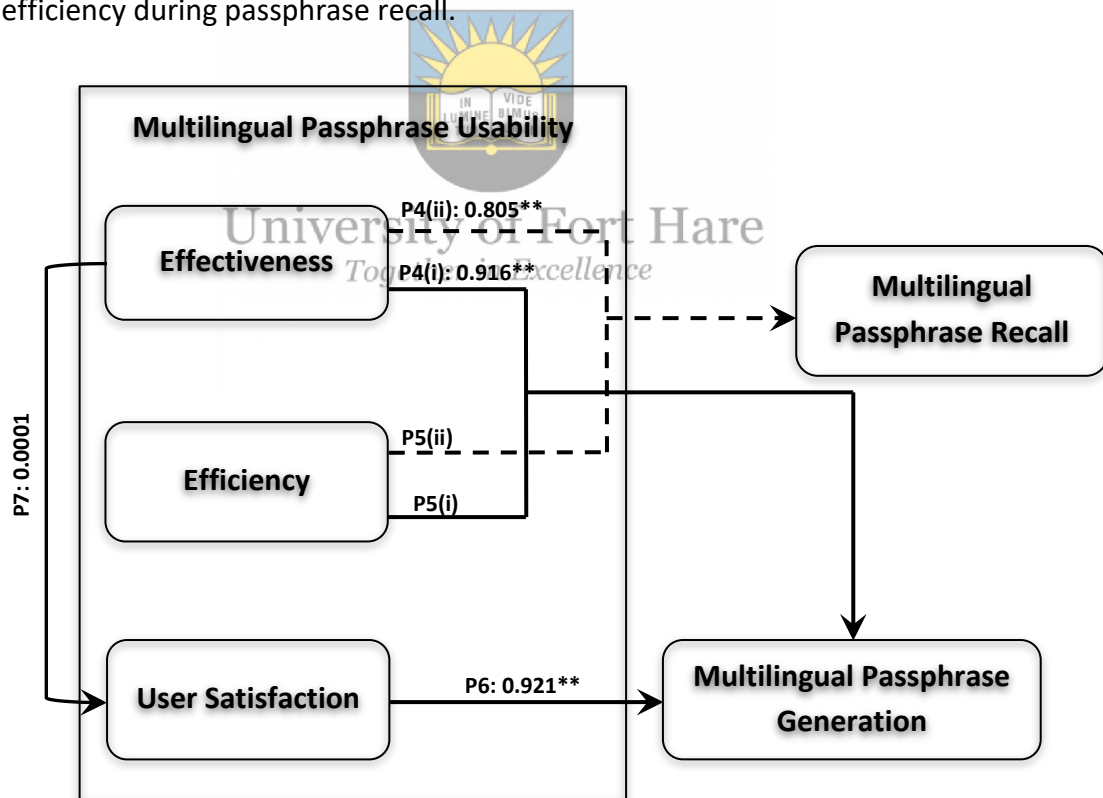 efficiency during passphrase recall.
IN
VIDE
LUMINE
BIMUS
Multilingual Passphrase Usability
University of Fort Hare
Together in Excellence
P4(ii): 0.805**
Effectiveness
P4(i): 0.916**
Multilingual
Passphrase Recall
P7: 0.0001
P5(ii)
Efficiency
P5(i)
User Satisfaction
P6: 0.921**
Multilingual Passphrase
Generation